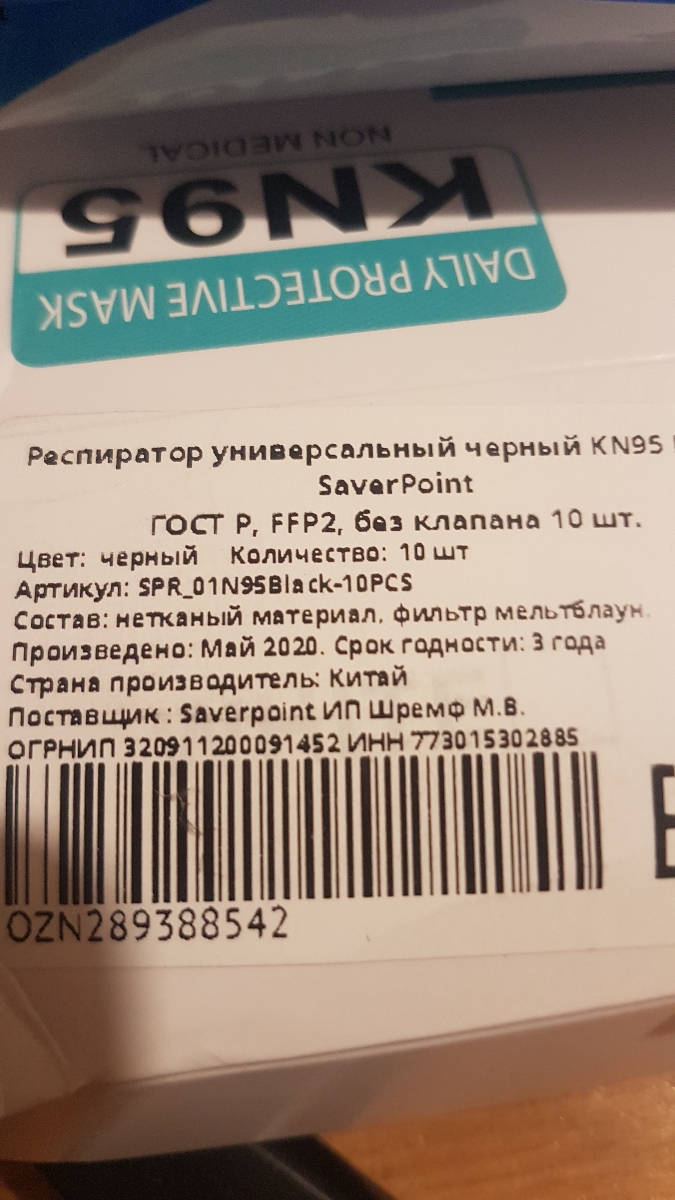 NON MEDICAL
KN95
DAILY PROTECTIVE MASK
Респиратор универсальный черный KN95
SaverPoint
ГОСТ Р, FFP2, без клапана 10 шт.
Цвет: черный Количество: 10 шт
Артикул: SPR_01N95Black-10PCS
Состав: нетканый материал, фильтр мельтблаун.
Произведено: Май 2020. Срок годности: 3 года
Страна производитель: Китай
Поставщик : Saverpoint ИП Шремф М.В.
ОГРНИП 320911200091452 ИНН 773015302885
OZN289388542